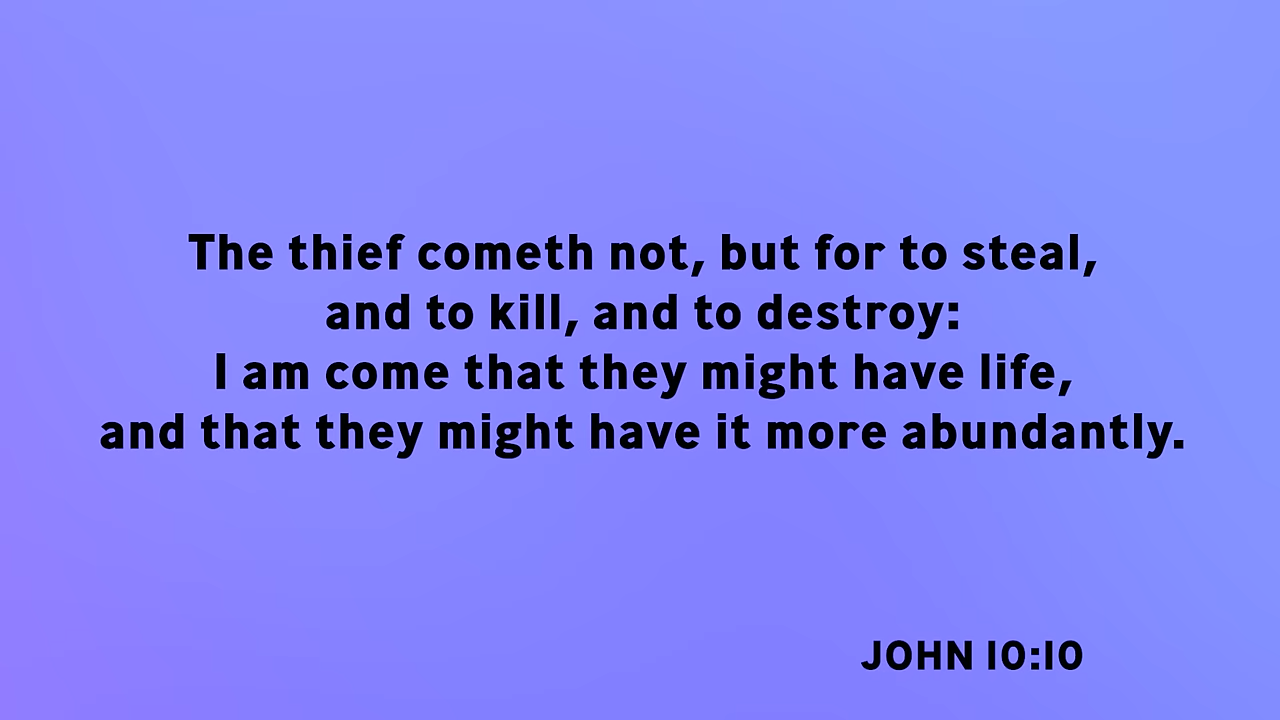 The thief cometh not, but for to steal,
and to kill, and to destroy:
I am come that they might have life,
and that they might have it more abundantly.
JOHN 10:10